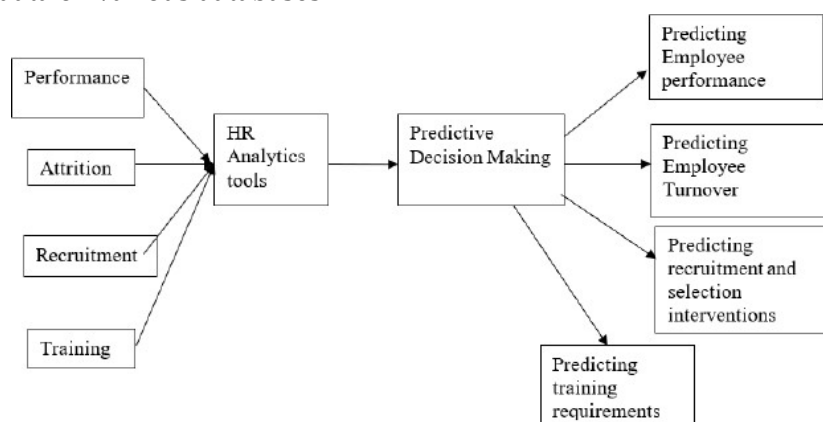 Performance
Attrition
Recruitment
Training
HR
Analytics
tools
Predictive
Decision Making
Predicting
Employee
performance
Predicting
Employee
Turnover
Predicting
recruitment and
selection
interventions
Predicting
training
requirements